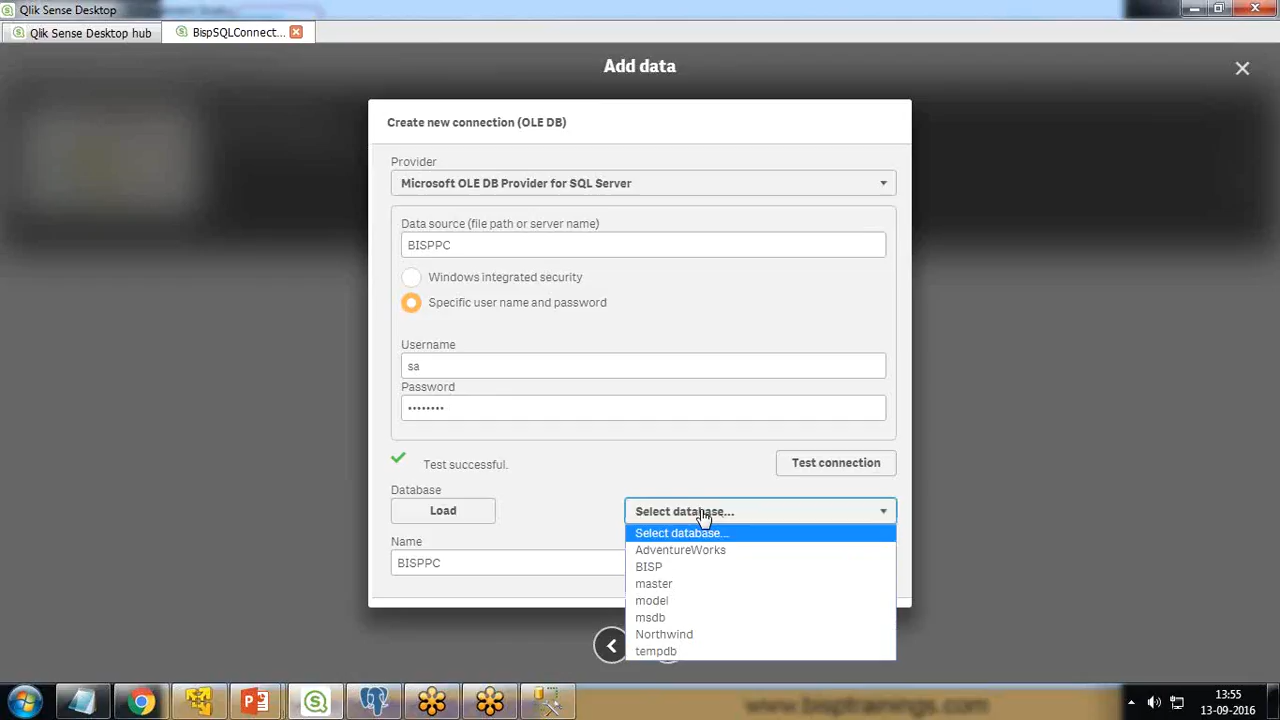 Qlik Sense Desktop
Qlik Sense Desktop hub
BispSQLConnect...
Add data
Create new connection (OLE DB)
Provider
Microsoft OLE DB Provider for SQL Server
Data source (file path or server name)
BISPPC
Windows integrated security
Specific user name and password
Username
sa
Password
••••••••
Test successful.
Test connection
Database
Load
Select database...
Select database...
AdventureWorks
BISP
master
model
msdb
Northwind
tempdb
Name
BISPPC
www.bisptrainings.com
13:55
13-09-2016